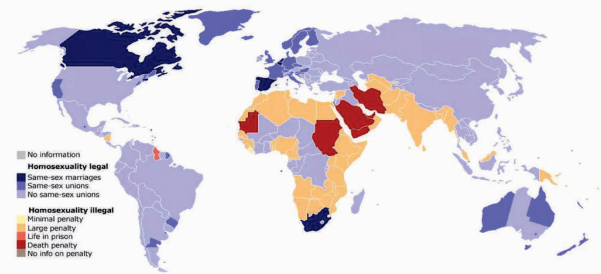 No information
Homosexuality legal
Same-sex marriages
Same-sex unions
No same-sex unions
Homosexuality illegal
Minimal penalty
Large penalty
Life in prison
Death penalty
No info on penalty